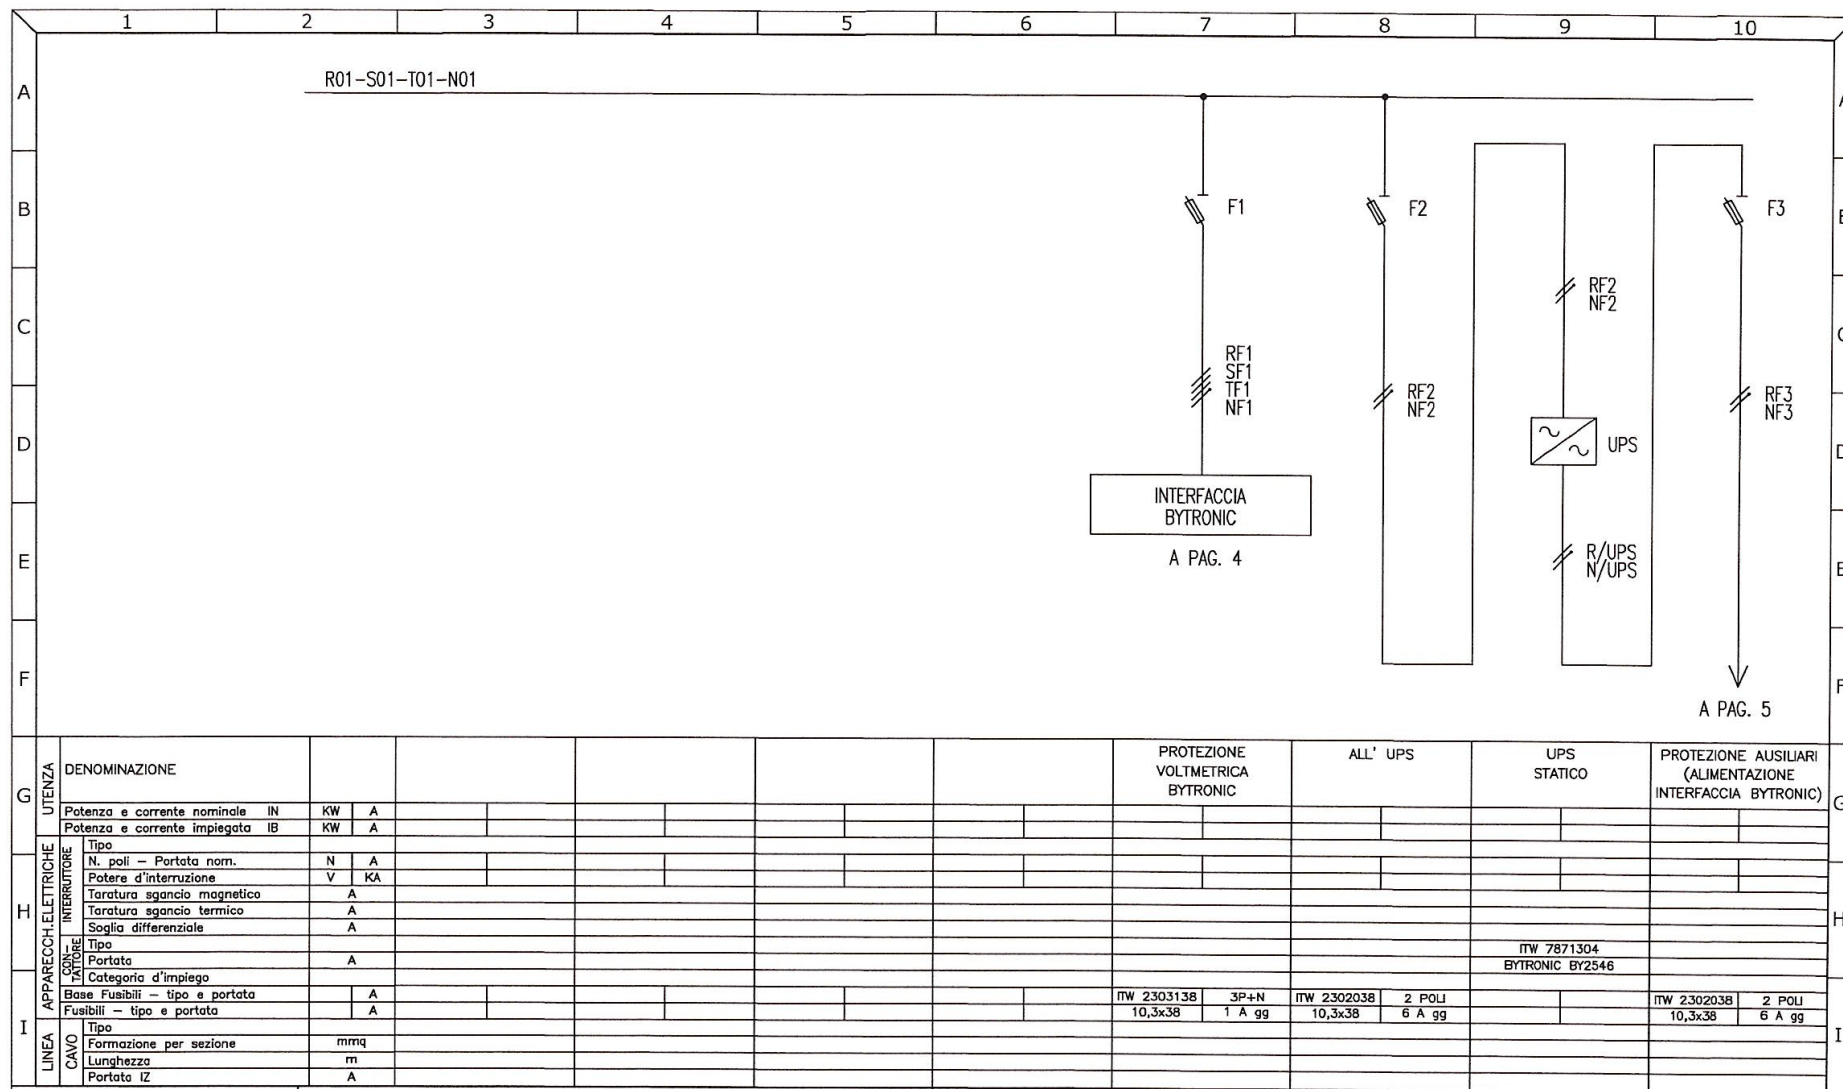 1 2 3 4 5 6 7 8 9 10
A
R01-S01-T01-N01
A
B
F1
F2
F3
C
RF2
NF2
C
RF1
SF1
TF1
NF1
RF2
NF2
RF3
NF3
D
UPS
INTERFACCIA
BYTRONIC
A PAG. 4
E
R/UPS
N/UPS
F
F
A PAG. 5
G
UTENZA
DENOMINAZIONE
PROTEZIONE
VOLTMETRICA
BYTRONIC
ALL' UPS
UPS
STATICO
PROTEZIONE AUSILIARI
(ALIMENTAZIONE
INTERFACCIA BYTRONIC)
G
Potenza e corrente nominale IN KW A
Potenza e corrente impiegata IB KW A
APPARECCH.ELETTRICHE
INTERRUTTORE
Tipo
N. poli – Portata nom. N A
Potere d'interruzione V KA
H
Taratura sgancio magnetico A
Taratura sgancio termico A
Soglia differenziale A
H
CON-
TATTORE
Tipo ITW 7871304
Portata A BYTRONIC BY2546
Categoria d'impiego
Base Fusibili – tipo e portata A ITW 2303138 3P+N ITW 2302038 2 POLI ITW 2302038 2 POLI
Fusibili – tipo e portata A 10,3x38 1 A gg 10,3x38 6 A gg 10,3x38 6 A gg
I
LINEA
CAVO
Tipo
Formazione per sezione mmq
I
Lunghezza m
Portata IZ A